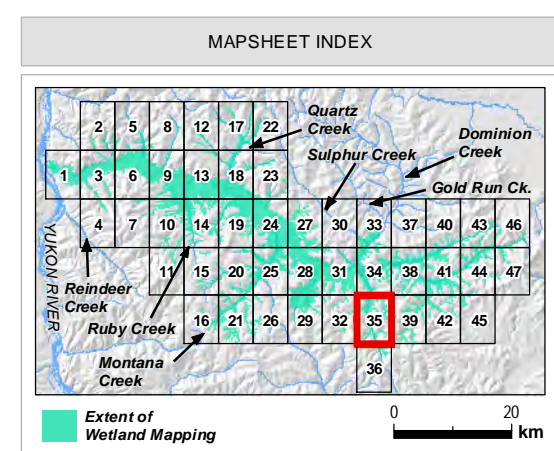 MAPSHEET INDEX
Quartz
Creek
Sulphur Creek
Dominion
Creek
Gold Run Ck.
2 5 8 12 17 22
1 3 6 9 13 18 23
4 7 10 14 19 24 27 30 33 37 40 43 46
11 15 20 25 28 31 34 38 41 44 47
16 21 26 29 32 35 39 42 45
36
YUKON RIVER
Reindeer
Creek
Ruby Creek
Montana
Creek
Extent of
Wetland Mapping
0 20
km